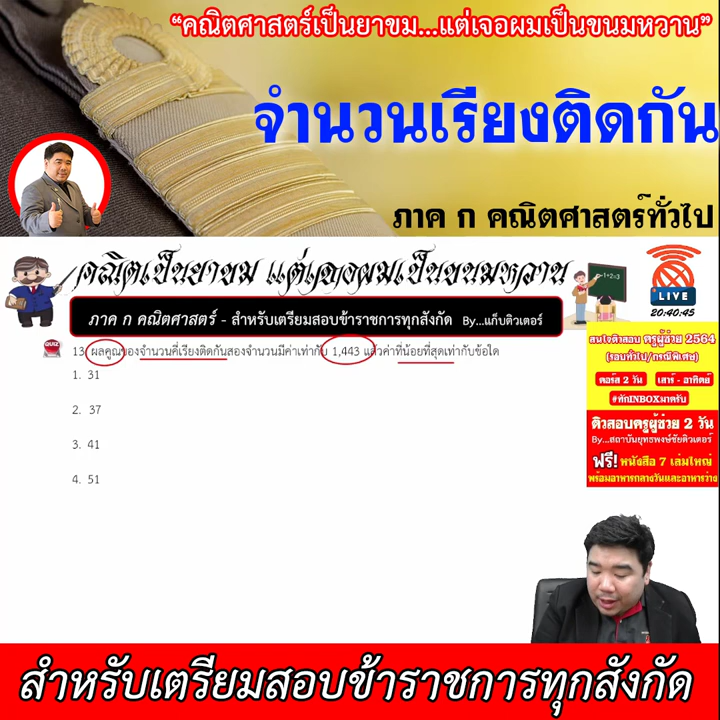 “คณิตศาสตร์เป็นยาขม...แต่เจอผมเป็นขนมหวาน”
จำนวนเรียงติดกัน
ภาค ก คณิตศาสตร์ทั่วไป
คณิตเป็นยาขม แต่เจอผมเป็นขนมหวาน
ภาค ก คณิตศาสตร์ - สำหรับเตรียมสอบข้าราชการทุกสังกัด By...แก็บติวเตอร์
LIVE
20:40:45
QUIZ
13. ผลคูณของจำนวนคี่เรียงติดกันสองจำนวนมีค่าเท่ากับ 1,443 แล้วค่าที่น้อยที่สุดเท่ากับข้อใด
1. 31
2. 37
3. 41
4. 51
สนใจติวสอบ ครูผู้ช่วย 2564
(รอบทั่วไป/กรณีพิเศษ)
คอร์ส 2 วัน เสาร์ - อาทิตย์
#ทักINBOXมาครับ
ติวสอบครูผู้ช่วย 2 วัน
By...สถาบันยุทธพงษ์ชัยติวเตอร์
ฟรี! หนังสือ 7 เล่มใหญ่
พร้อมอาหารกลางวันและอาหารว่าง
สำหรับเตรียมสอบข้าราชการทุกสังกัด